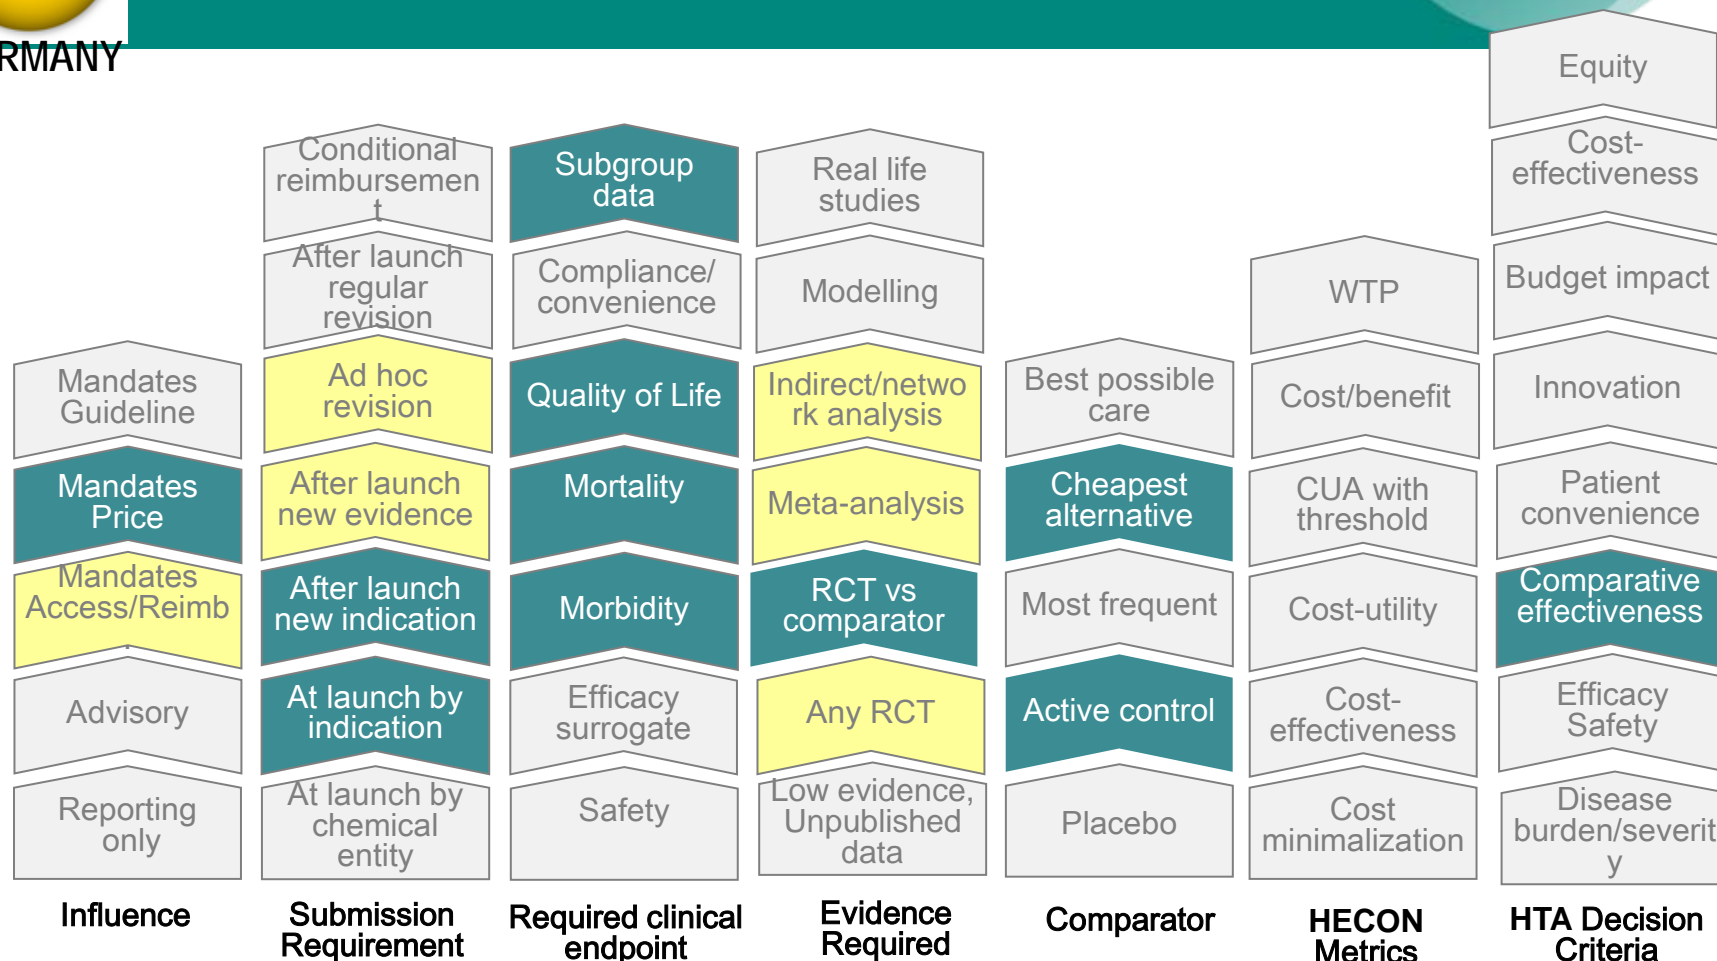 RMANY
Mandates
Guideline
Mandates
Price
Mandates
Access/Reimb
.
Advisory
Reporting
only
Influence
Conditional
reimbursemen
t
After launch
regular
revision
Ad hoc
revision
After launch
new evidence
After launch
new indication
At launch by
indication
At launch by
chemical
entity
Submission
Requirement
Subgroup
data
Compliance/
convenience
Quality of Life
Mortality
Morbidity
Efficacy
surrogate
Safety
Required clinical
endpoint
Real life
studies
Modelling
Indirect/netwo
rk analysis
Meta-analysis
RCT vs
comparator
Any RCT
Low evidence,
Unpublished
data
Evidence
Required
Best possible
care
Cheapest
alternative
Most frequent
Active control
Placebo
Comparator
WTP
Cost/benefit
CUA with
threshold
Cost-utility
Cost-
effectiveness
Cost
minimalization
HECON
Metrics
Equity
Cost-
effectiveness
Budget impact
Innovation
Patient
convenience
Comparative
effectiveness
Efficacy
Safety
Disease
burden/severit
y
HTA Decision
Criteria